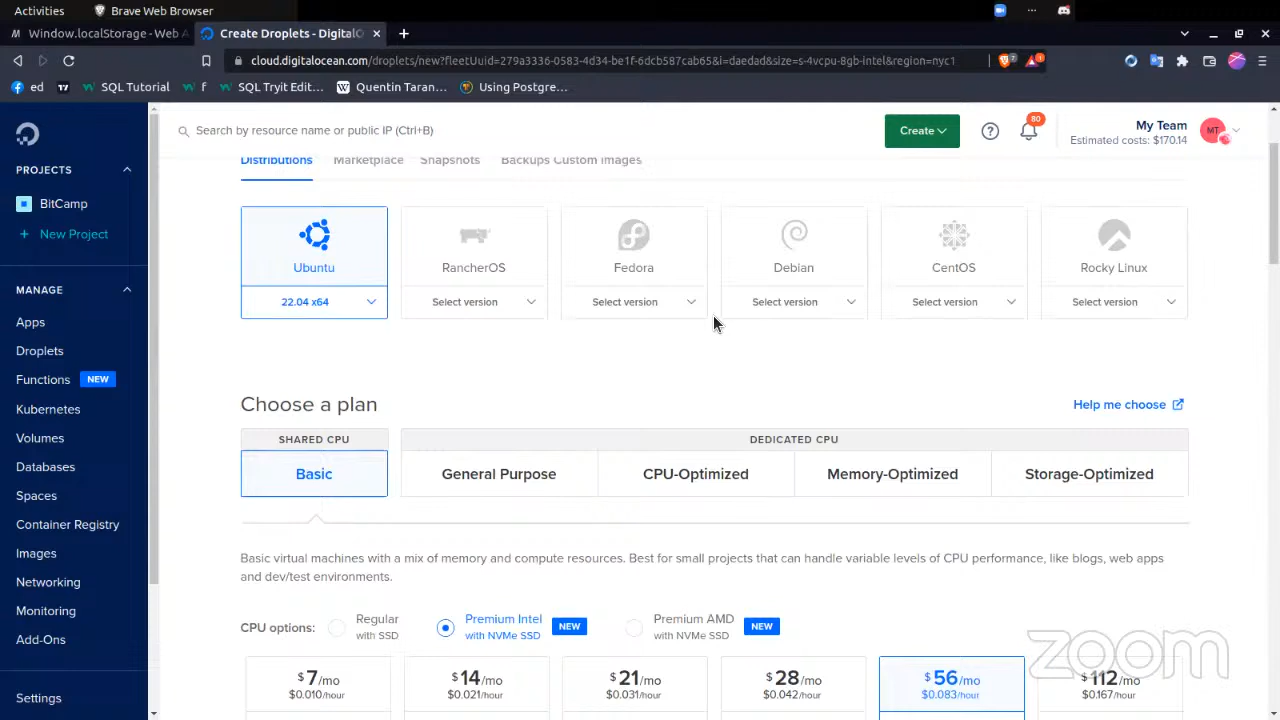 Activities
Brave Web Browser
Window.localStorage - Web A
Create Droplets - DigitalO
cloud.digitalocean.com/droplets/new?fleetUuid=279a3336-0583-4d34-be1f-6dcb587cab65&i=daedad&size=s-4vcpu-8gb-intel&region=nyc1
ed
SQL Tutorial
f
SQL Tryit Edit...
Quentin Taran...
Using Postgre...
Search by resource name or public IP (Ctrl+B)
Create
80
My Team
Estimated costs: $170.14
MT
PROJECTS
BitCamp
+ New Project
MANAGE
Apps
Droplets
Functions NEW
Kubernetes
Volumes
Databases
Spaces
Container Registry
Images
Networking
Monitoring
Add-Ons
Settings
Distributions Marketplace Snapshots Backups Custom images
Ubuntu RancherOS Fedora Debian CentOS Rocky Linux
22.04 x64 Select version Select version Select version Select version Select version
Choose a plan
Help me choose
SHARED CPU DEDICATED CPU
Basic General Purpose CPU-Optimized Memory-Optimized Storage-Optimized
Basic virtual machines with a mix of memory and compute resources. Best for small projects that can handle variable levels of CPU performance, like blogs, web apps
and dev/test environments.
CPU options:
Regular
with SSD
Premium Intel
with NVMe SSD
NEW
Premium AMD
with NVMe SSD
NEW
$7/mo $14/mo $21/mo $28/mo $56/mo $112/mo
$0.010/hour $0.021/hour $0.031/hour $0.042/hour $0.083/hour $0.167/hour
zoom